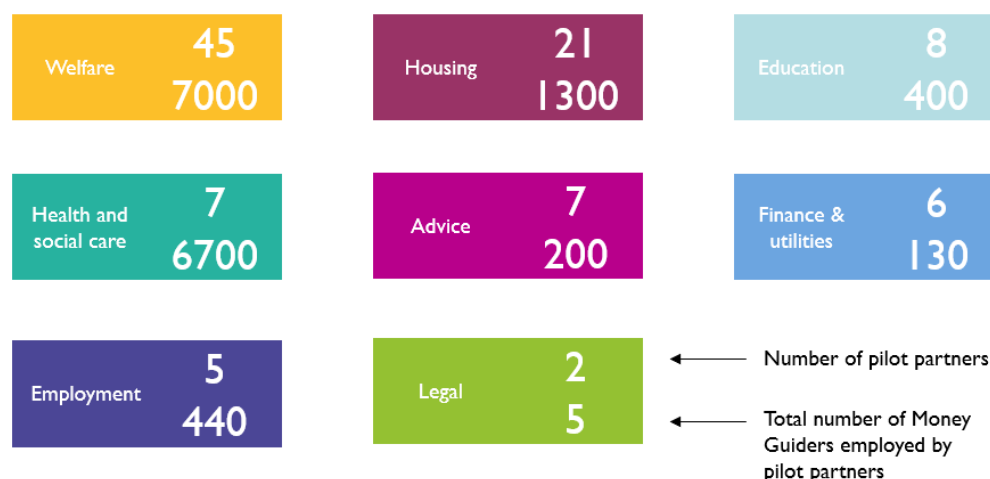 Welfare
45
7000
Housing
21
1300
Education
8
400
Health and
social care
7
6700
Advice
7
200
Finance &
utilities
6
130
Employment
5
440
Legal
2
5
Number of pilot partners
Total number of Money
Guiders employed by
pilot partners